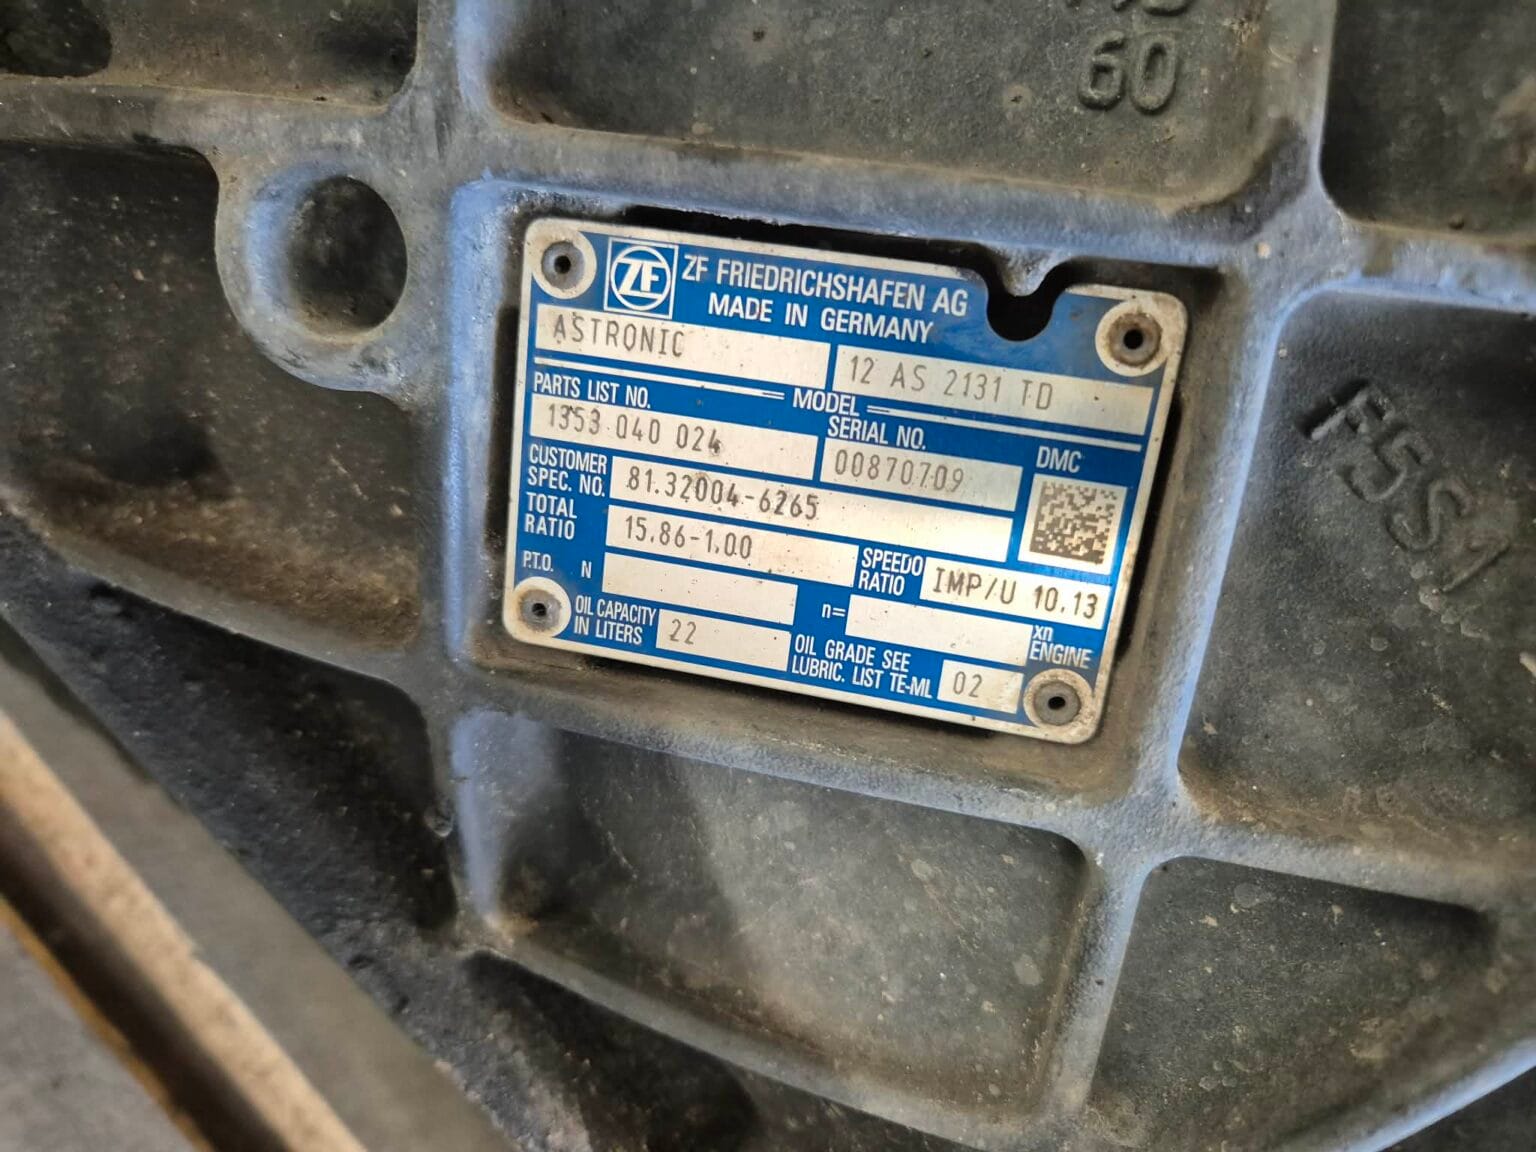 60
ZF ZF FRIEDRICHSHAFEN AG
MADE IN GERMANY
ASTRONIC 12 AS 2131 TD
MODEL
PARTS LIST NO. SERIAL NO. DMC
1353 040 024 00870709
CUSTOMER
SPEC. NO. 81.32004-6265
TOTAL
RATIO 15.86-1.00 SPEEDO
RATIO IMP/U 10.13
P.T.O. N n= xn
ENGINE
OIL CAPACITY
IN LITERS 22 OIL GRADE SEE
LUBRIC. LIST TE-ML 02